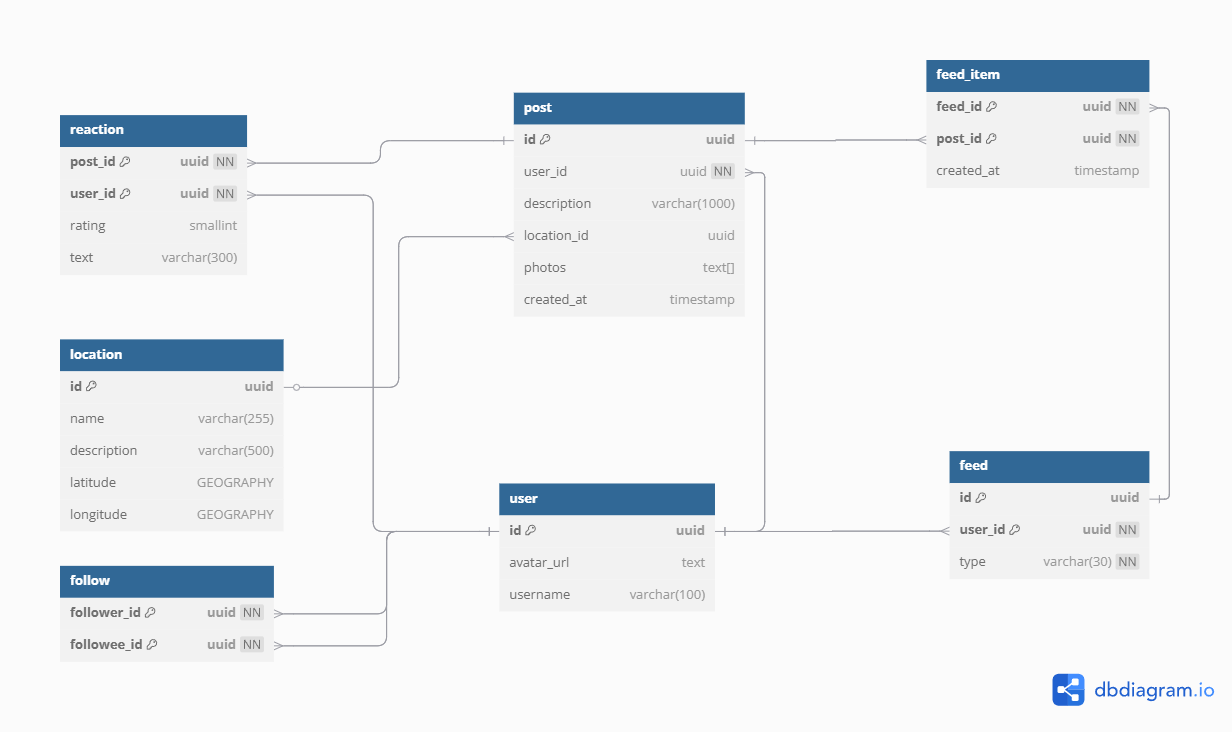 reaction
post_id uuid NN
user_id uuid NN
rating smallint
text varchar(300)
location
id uuid
name varchar(255)
description varchar(500)
latitude GEOGRAPHY
longitude GEOGRAPHY
follow
follower_id uuid NN
followee_id uuid NN
post
id uuid
user_id uuid NN
description varchar(1000)
location_id uuid
photos text[]
created_at timestamp
user
id uuid
avatar_url text
username varchar(100)
feed_item
feed_id uuid NN
post_id uuid NN
created_at timestamp
feed
id uuid
user_id uuid NN
type varchar(30) NN
dbdiagram.io